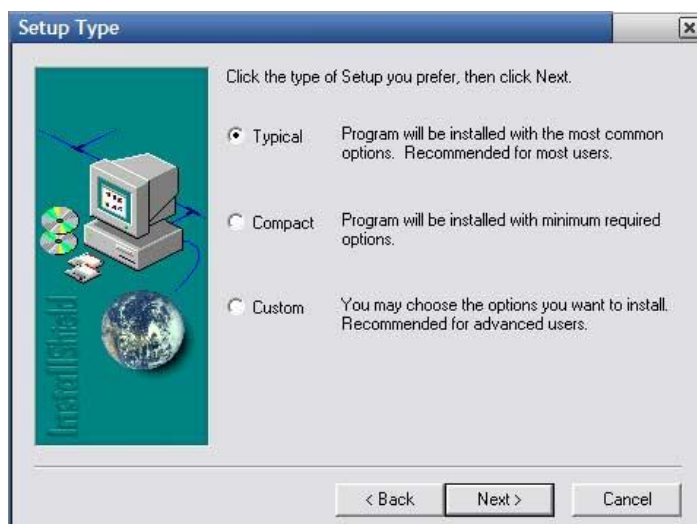 Setup Type
Click the type of Setup you prefer, then click Next.
Typical Program will be installed with the most common
options. Recommended for most users.
Compact Program will be installed with minimum required
options.
Custom You may choose the options you want to install.
Recommended for advanced users.
InstallShield
< Back Next > Cancel